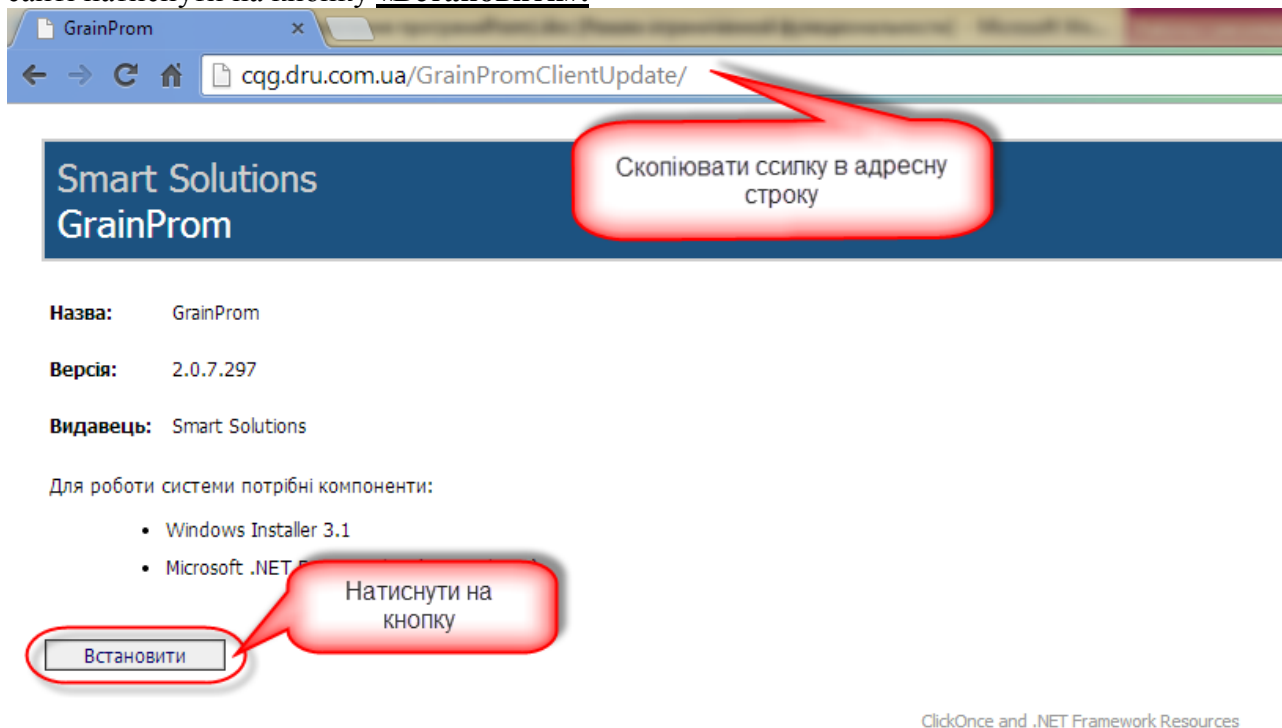 GrainProm
cqg.dru.com.ua/GrainPromClientUpdate/
Скопіювати ссилку в адресну
строку
Smart Solutions
GrainProm
Назва: GrainProm
Версія: 2.0.7.297
Видавець: Smart Solutions
Для роботи системи потрібні компоненти:
• Windows Installer 3.1
• Microsoft .NET
Натиснути на
кнопку
Встановити
ClickOnce and .NET Framework Resources